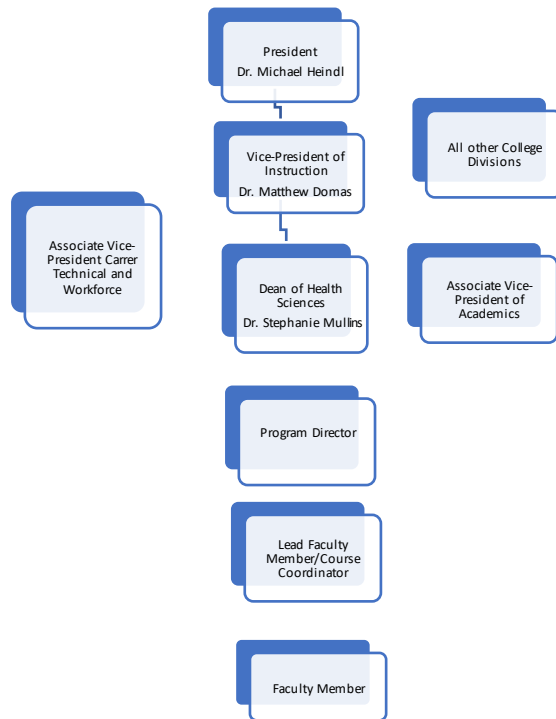 President
Dr. Michael Heindl
All other College
Divisions
Vice-President of
Instruction
Dr. Matthew Domas
Associate Vice-
President Carrer
Technical and
Workforce
Dean of Health
Sciences
Dr. Stephanie Mullins
Associate Vice-
President of
Academics
Program Director
Lead Faculty
Member/Course
Coordinator
Faculty Member